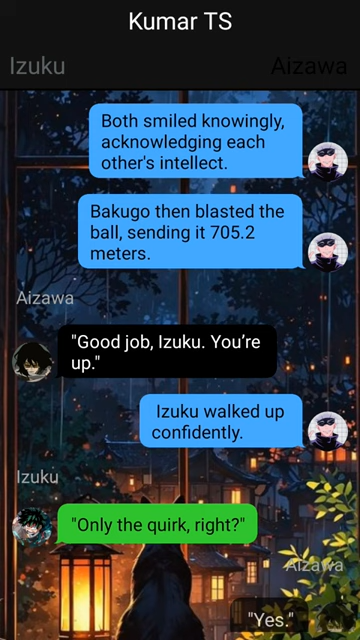 Kumar TS
Izuku
Aizawa
Both smiled knowingly,
acknowledging each
other's intellect.
Bakugo then blasted the
ball, sending it 705.2
meters.
Aizawa
"Good job, Izuku. You’re
up."
Izuku walked up
confidently.
Izuku
"Only the quirk, right?"
Aizawa
"Yes."